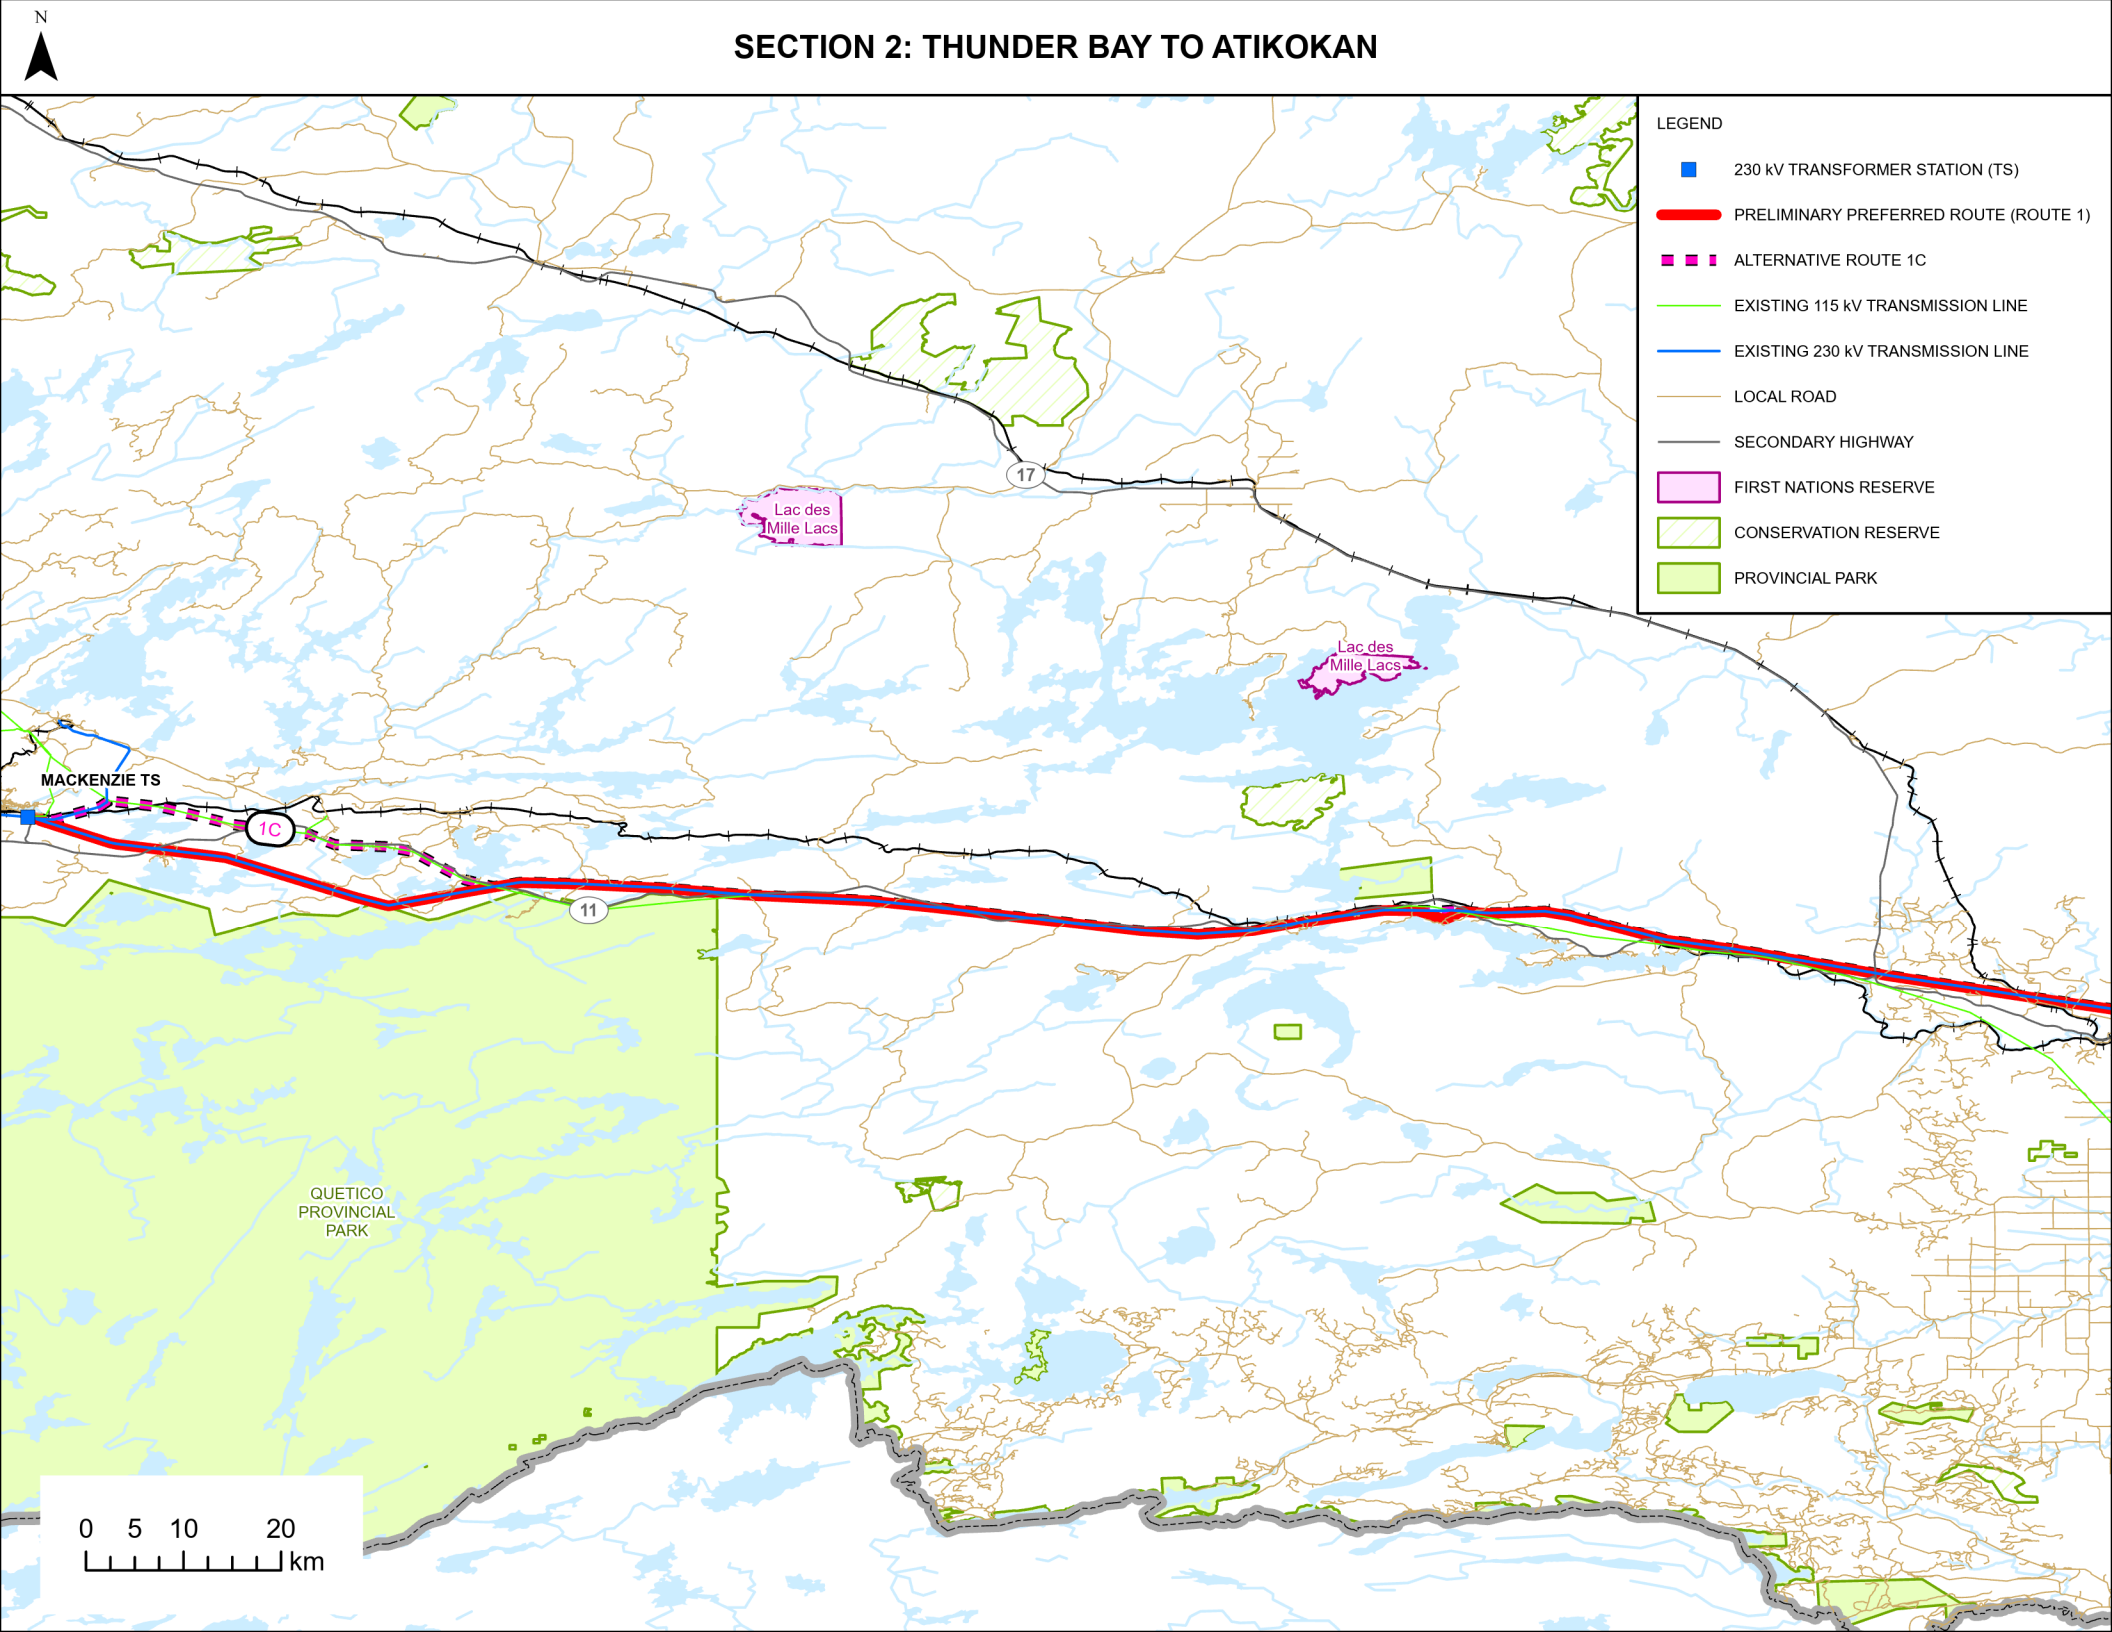 N
SECTION 2: THUNDER BAY TO ATIKOKAN
LEGEND
230 kV TRANSFORMER STATION (TS)
PRELIMINARY PREFERRED ROUTE (ROUTE 1)
ALTERNATIVE ROUTE 1C
EXISTING 115 kV TRANSMISSION LINE
EXISTING 230 kV TRANSMISSION LINE
LOCAL ROAD
SECONDARY HIGHWAY
FIRST NATIONS RESERVE
CONSERVATION RESERVE
PROVINCIAL PARK
17
Lac des
Mille Lacs
Lac des
Mille Lacs
MACKENZIE TS
1C
11
QUETICO
PROVINCIAL
PARK
0 5 10 20
km